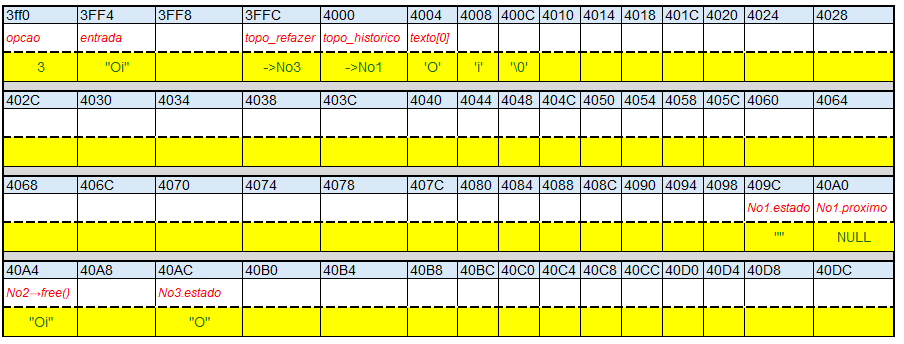 3ff0 3FF4 3FF8 3FFC 4000 4004 4008 400C 4010 4014 4018 401C 4020 4024 4028
opcao entrada topo_refazer topo_historico texto[0]
3 "Oi" ->No3 ->No1 'O' 'i' '\0'
402C 4030 4034 4038 403C 4040 4044 4048 404C 4050 4054 4058 405C 4060 4064
4068 406C 4070 4074 4078 407C 4080 4084 4088 408C 4090 4094 4098 409C 40A0
No1.estado No1.proximo
"" NULL
40A4 40A8 40AC 40B0 40B4 40B8 40BC 40C0 40C4 40C8 40CC 40D0 40D4 40D8 40DC
No2→free() No3.estado
"Oi" "O"